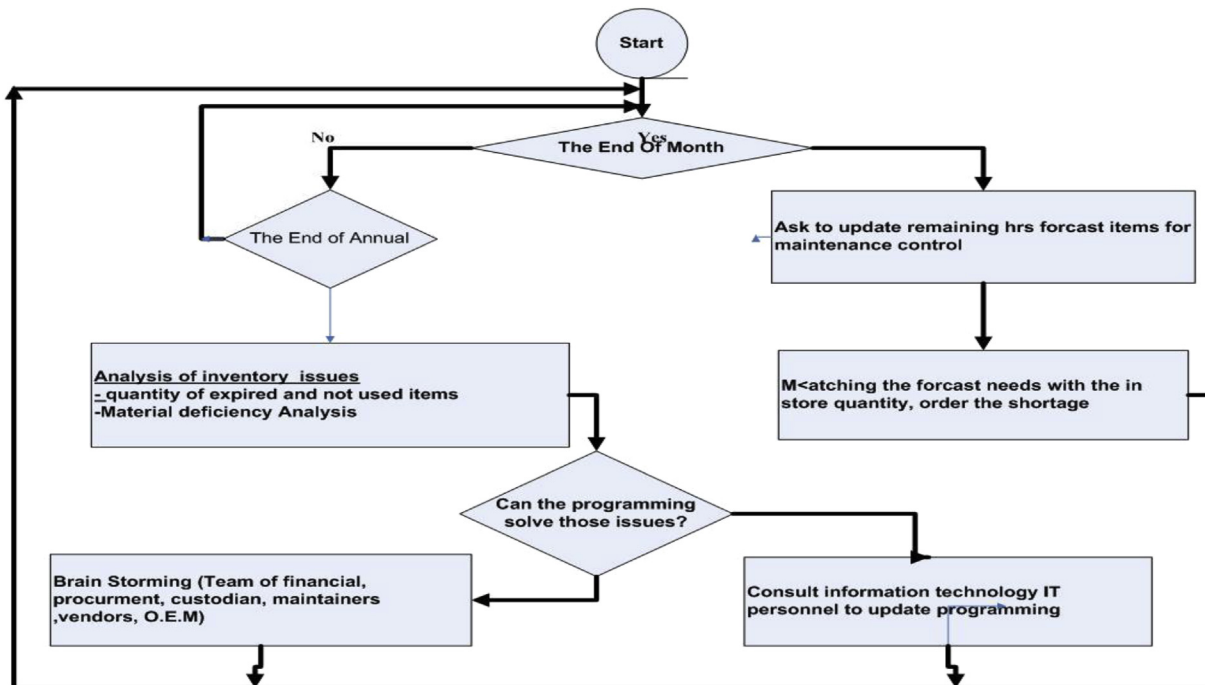 Start
No
Yes
The End Of Month
The End of Annual
Ask to update remaining hrs forcast items for
maintenance control
Analysis of inventory issues
- quantity of expired and not used items
-Material deficiency Analysis
M<atching the forcast needs with the in
store quantity, order the shortage
Can the programming
solve those issues?
Brain Storming (Team of financial,
procurment, custodian, maintainers
,vendors, O.E.M)
Consult information technology IT
personnel to update programming